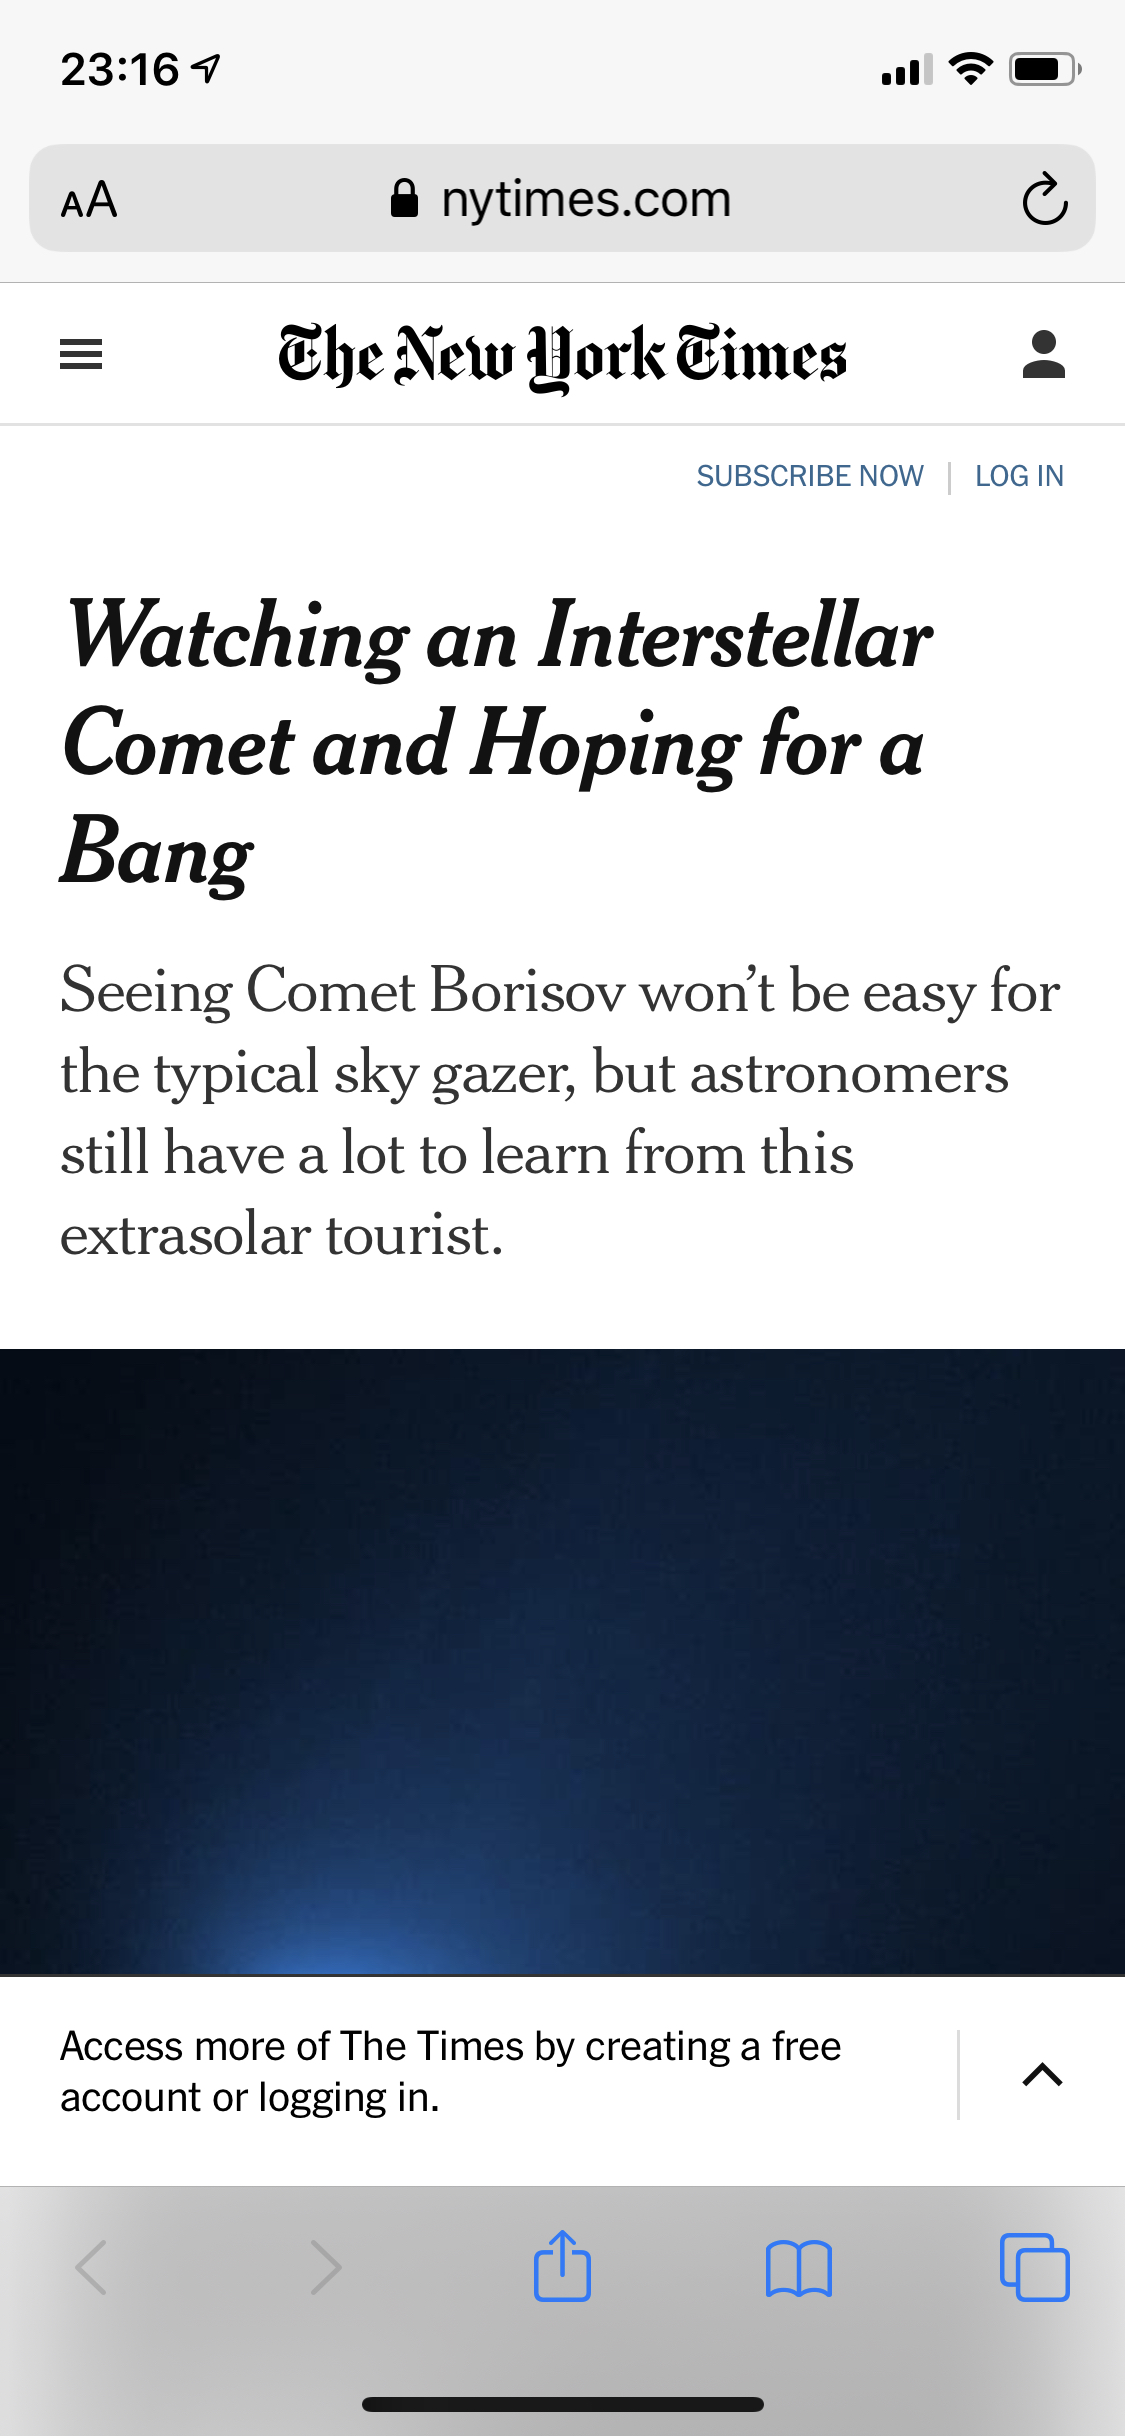 23:16
AA nytimes.com
The New York Times
SUBSCRIBE NOW | LOG IN
Watching an Interstellar
Comet and Hoping for a
Bang
Seeing Comet Borisov won’t be easy for
the typical sky gazer, but astronomers
still have a lot to learn from this
extrasolar tourist.
Access more of The Times by creating a free
account or logging in.